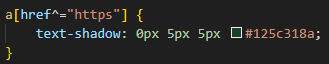 a[href^="https"] {
    text-shadow: 0px 5px 5px #125c318a;
}